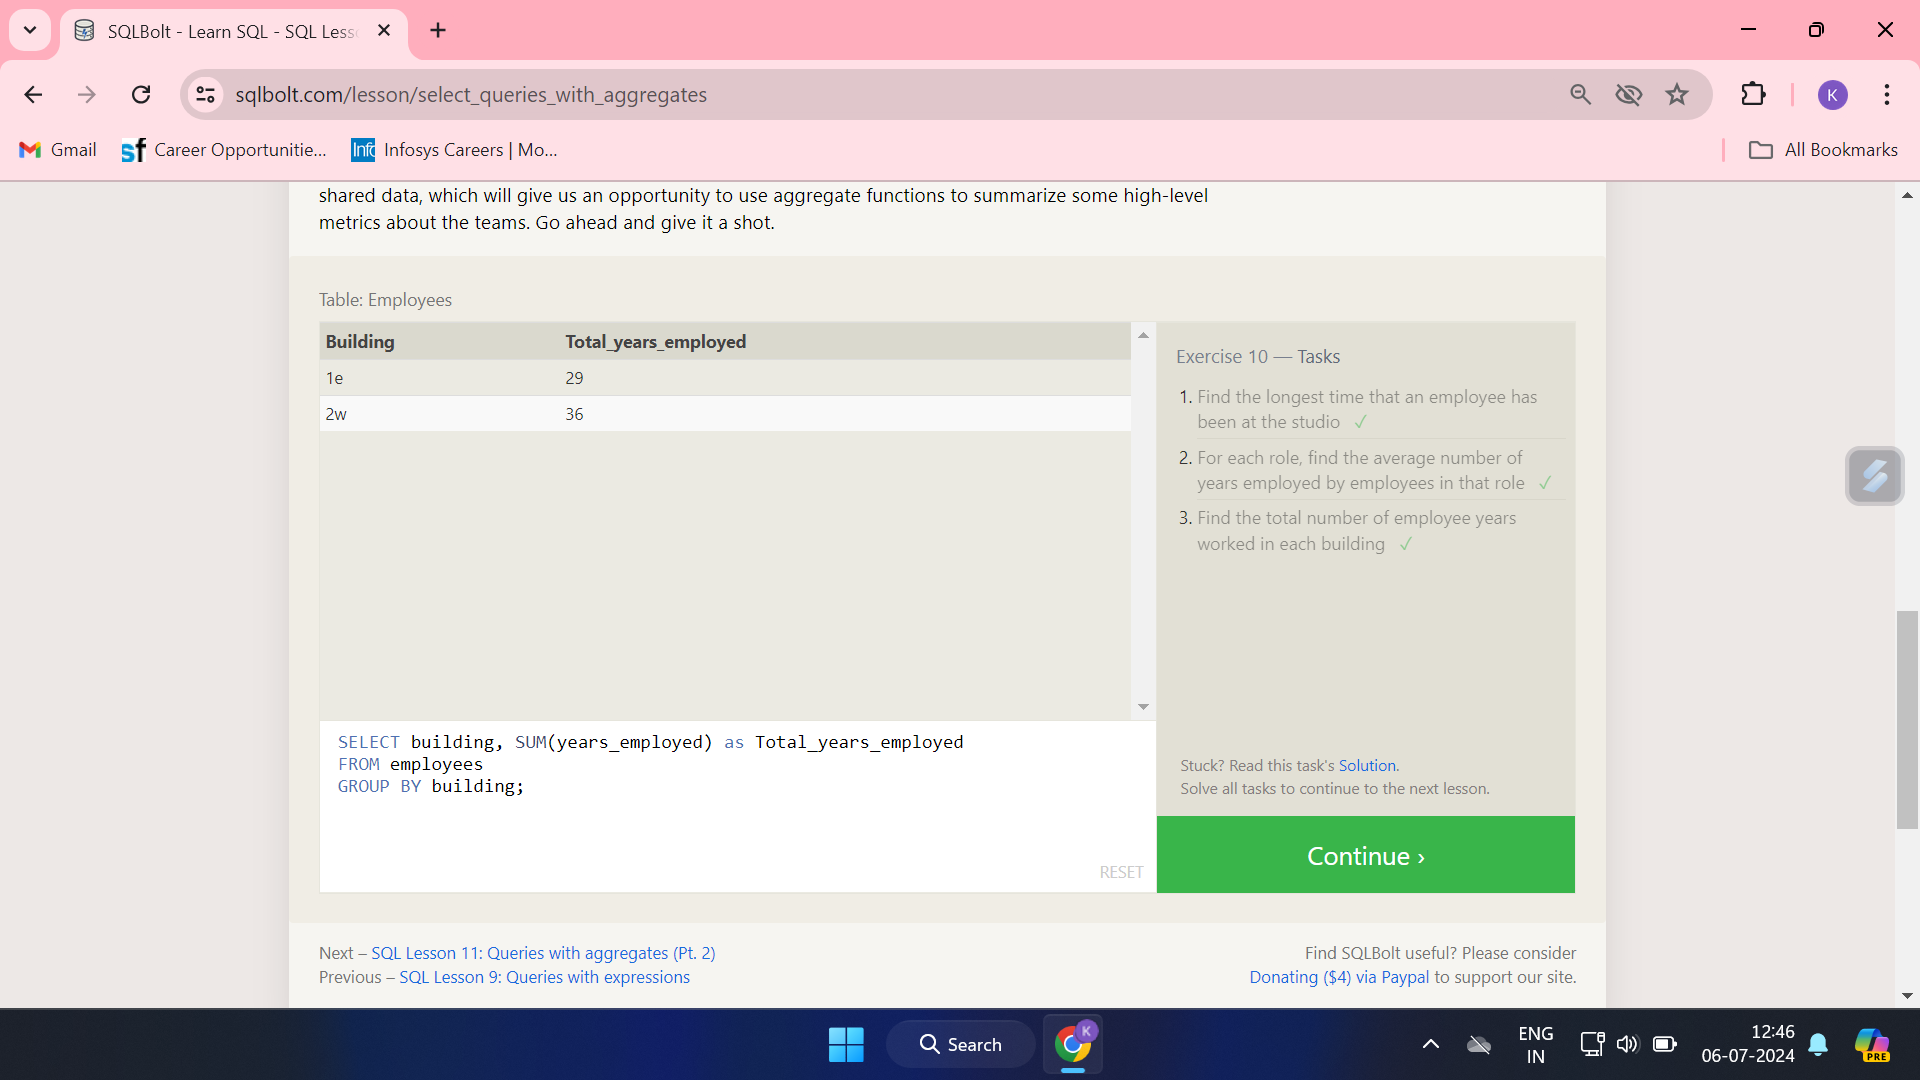 SQLBolt - Learn SQL - SQL Less
sqlbolt.com/lesson/select_queries_with_aggregates
K
Gmail
sf Career Opportunitie...
Infosys Careers | Mo...
All Bookmarks
shared data, which will give us an opportunity to use aggregate functions to summarize some high-level
metrics about the teams. Go ahead and give it a shot.
Table: Employees
Building Total_years_employed
1e 29
2w 36
Exercise 10 — Tasks
1. Find the longest time that an employee has
been at the studio ✓
2. For each role, find the average number of
years employed by employees in that role ✓
3. Find the total number of employee years
worked in each building ✓
SELECT building, SUM(years_employed) as Total_years_employed
FROM employees
GROUP BY building;
RESET
Stuck? Read this task's Solution.
Solve all tasks to continue to the next lesson.
Continue ›
Next – SQL Lesson 11: Queries with aggregates (Pt. 2)
Previous – SQL Lesson 9: Queries with expressions
Find SQLBolt useful? Please consider
Donating ($4) via Paypal to support our site.
Search
K
ENG
IN
12:46
06-07-2024
PRE